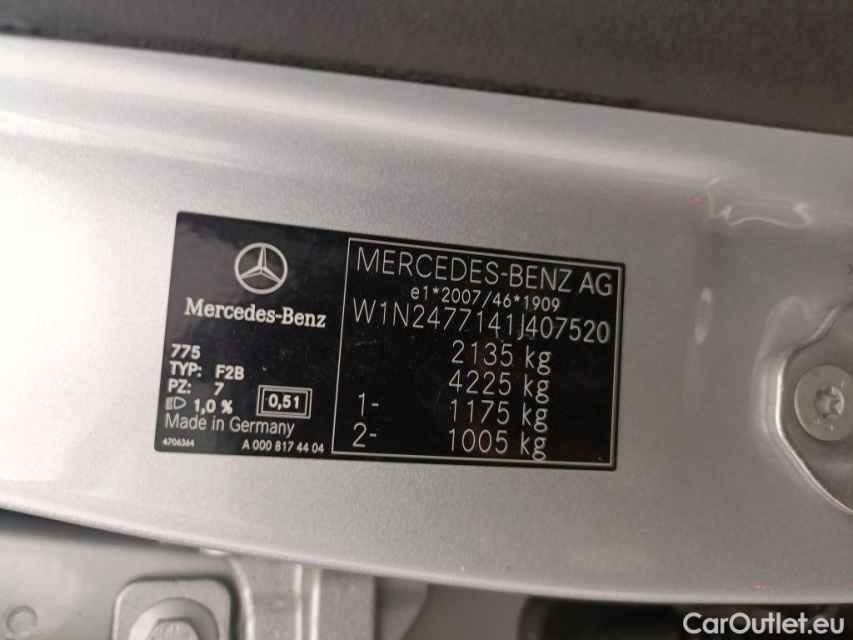 Mercedes-Benz
775
TYP: F2B
PZ: 7
1,0 %
0,51
Made in Germany
4706364 A 000 817 44 04
MERCEDES-BENZ AG
e1*2007/46*1909
W1N2477141J407520
2135 kg
4225 kg
1- 1175 kg
2- 1005 kg
CarOutlet.eu